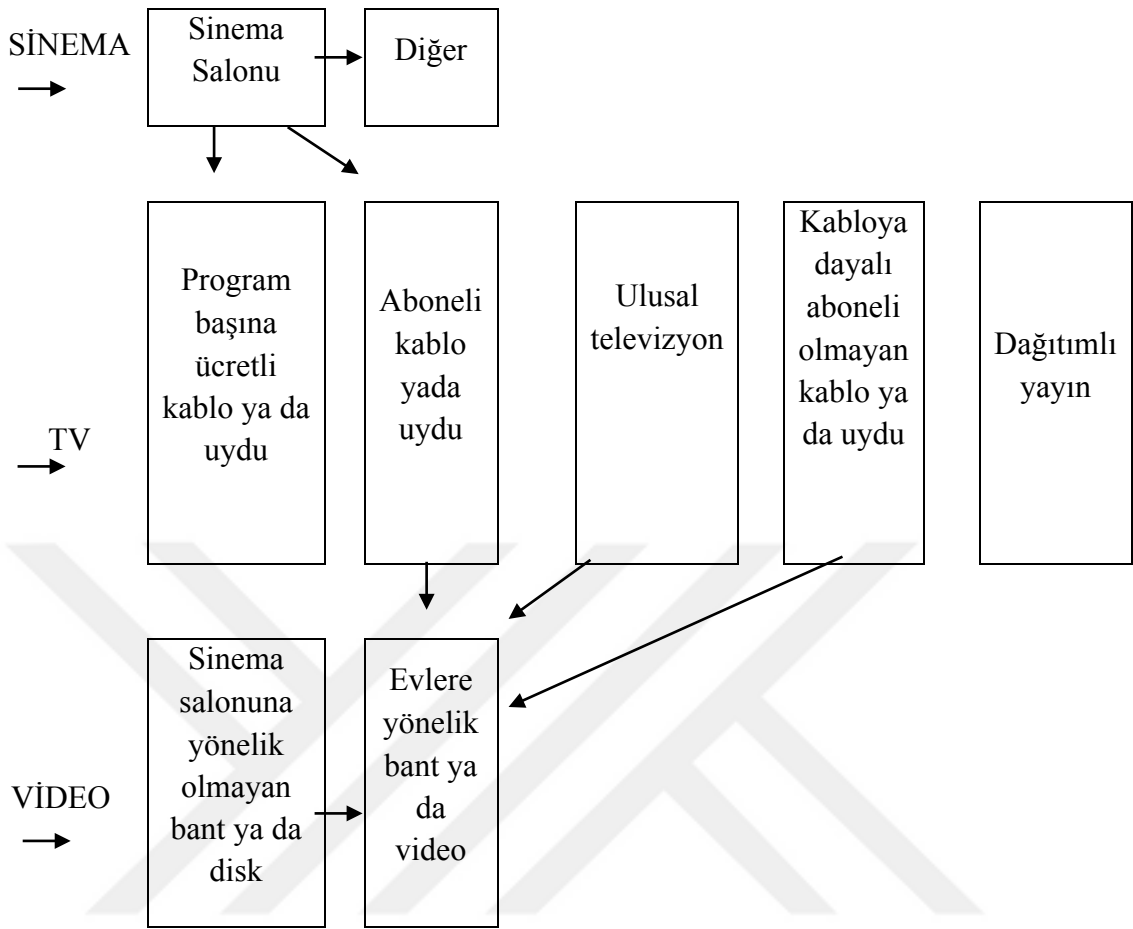 SİNEMA
Sinema
Salonu
Diğer
TV
Program
başına
ücretli
kablo ya da
uydu
Aboneli
kablo
yada
uydu
Ulusal
televizyon
Kabloya
dayalı
aboneli
olmayan
kablo ya
da uydu
Dağıtımlı
yayın
VİDEO
Sinema
salonuna
yönelik
olmayan
bant ya da
disk
Evlere
yönelik
bant ya
da
video